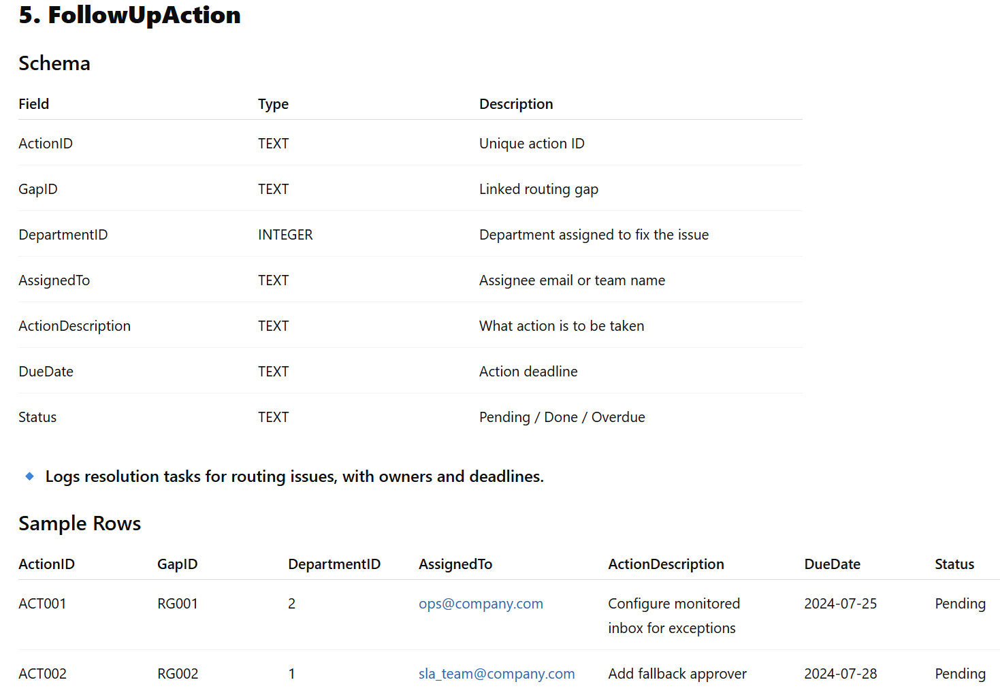 5. FollowUpAction
Schema
Field Type Description
ActionID TEXT Unique action ID
GapID TEXT Linked routing gap
DepartmentID INTEGER Department assigned to fix the issue
AssignedTo TEXT Assignee email or team name
ActionDescription TEXT What action is to be taken
DueDate TEXT Action deadline
Status TEXT Pending / Done / Overdue
Logs resolution tasks for routing issues, with owners and deadlines.
Sample Rows
ActionID GapID DepartmentID AssignedTo ActionDescription DueDate Status
ACT001 RG001 2 ops@company.com Configure monitored 2024-07-25 Pending
inbox for exceptions
ACT002 RG002 1 sla_team@company.com Add fallback approver 2024-07-28 Pending